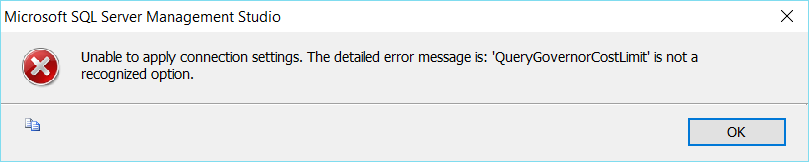 Microsoft SQL Server Management Studio
Unable to apply connection settings. The detailed error message is: 'QueryGovernorCostLimit' is not a
recognized option.
OK